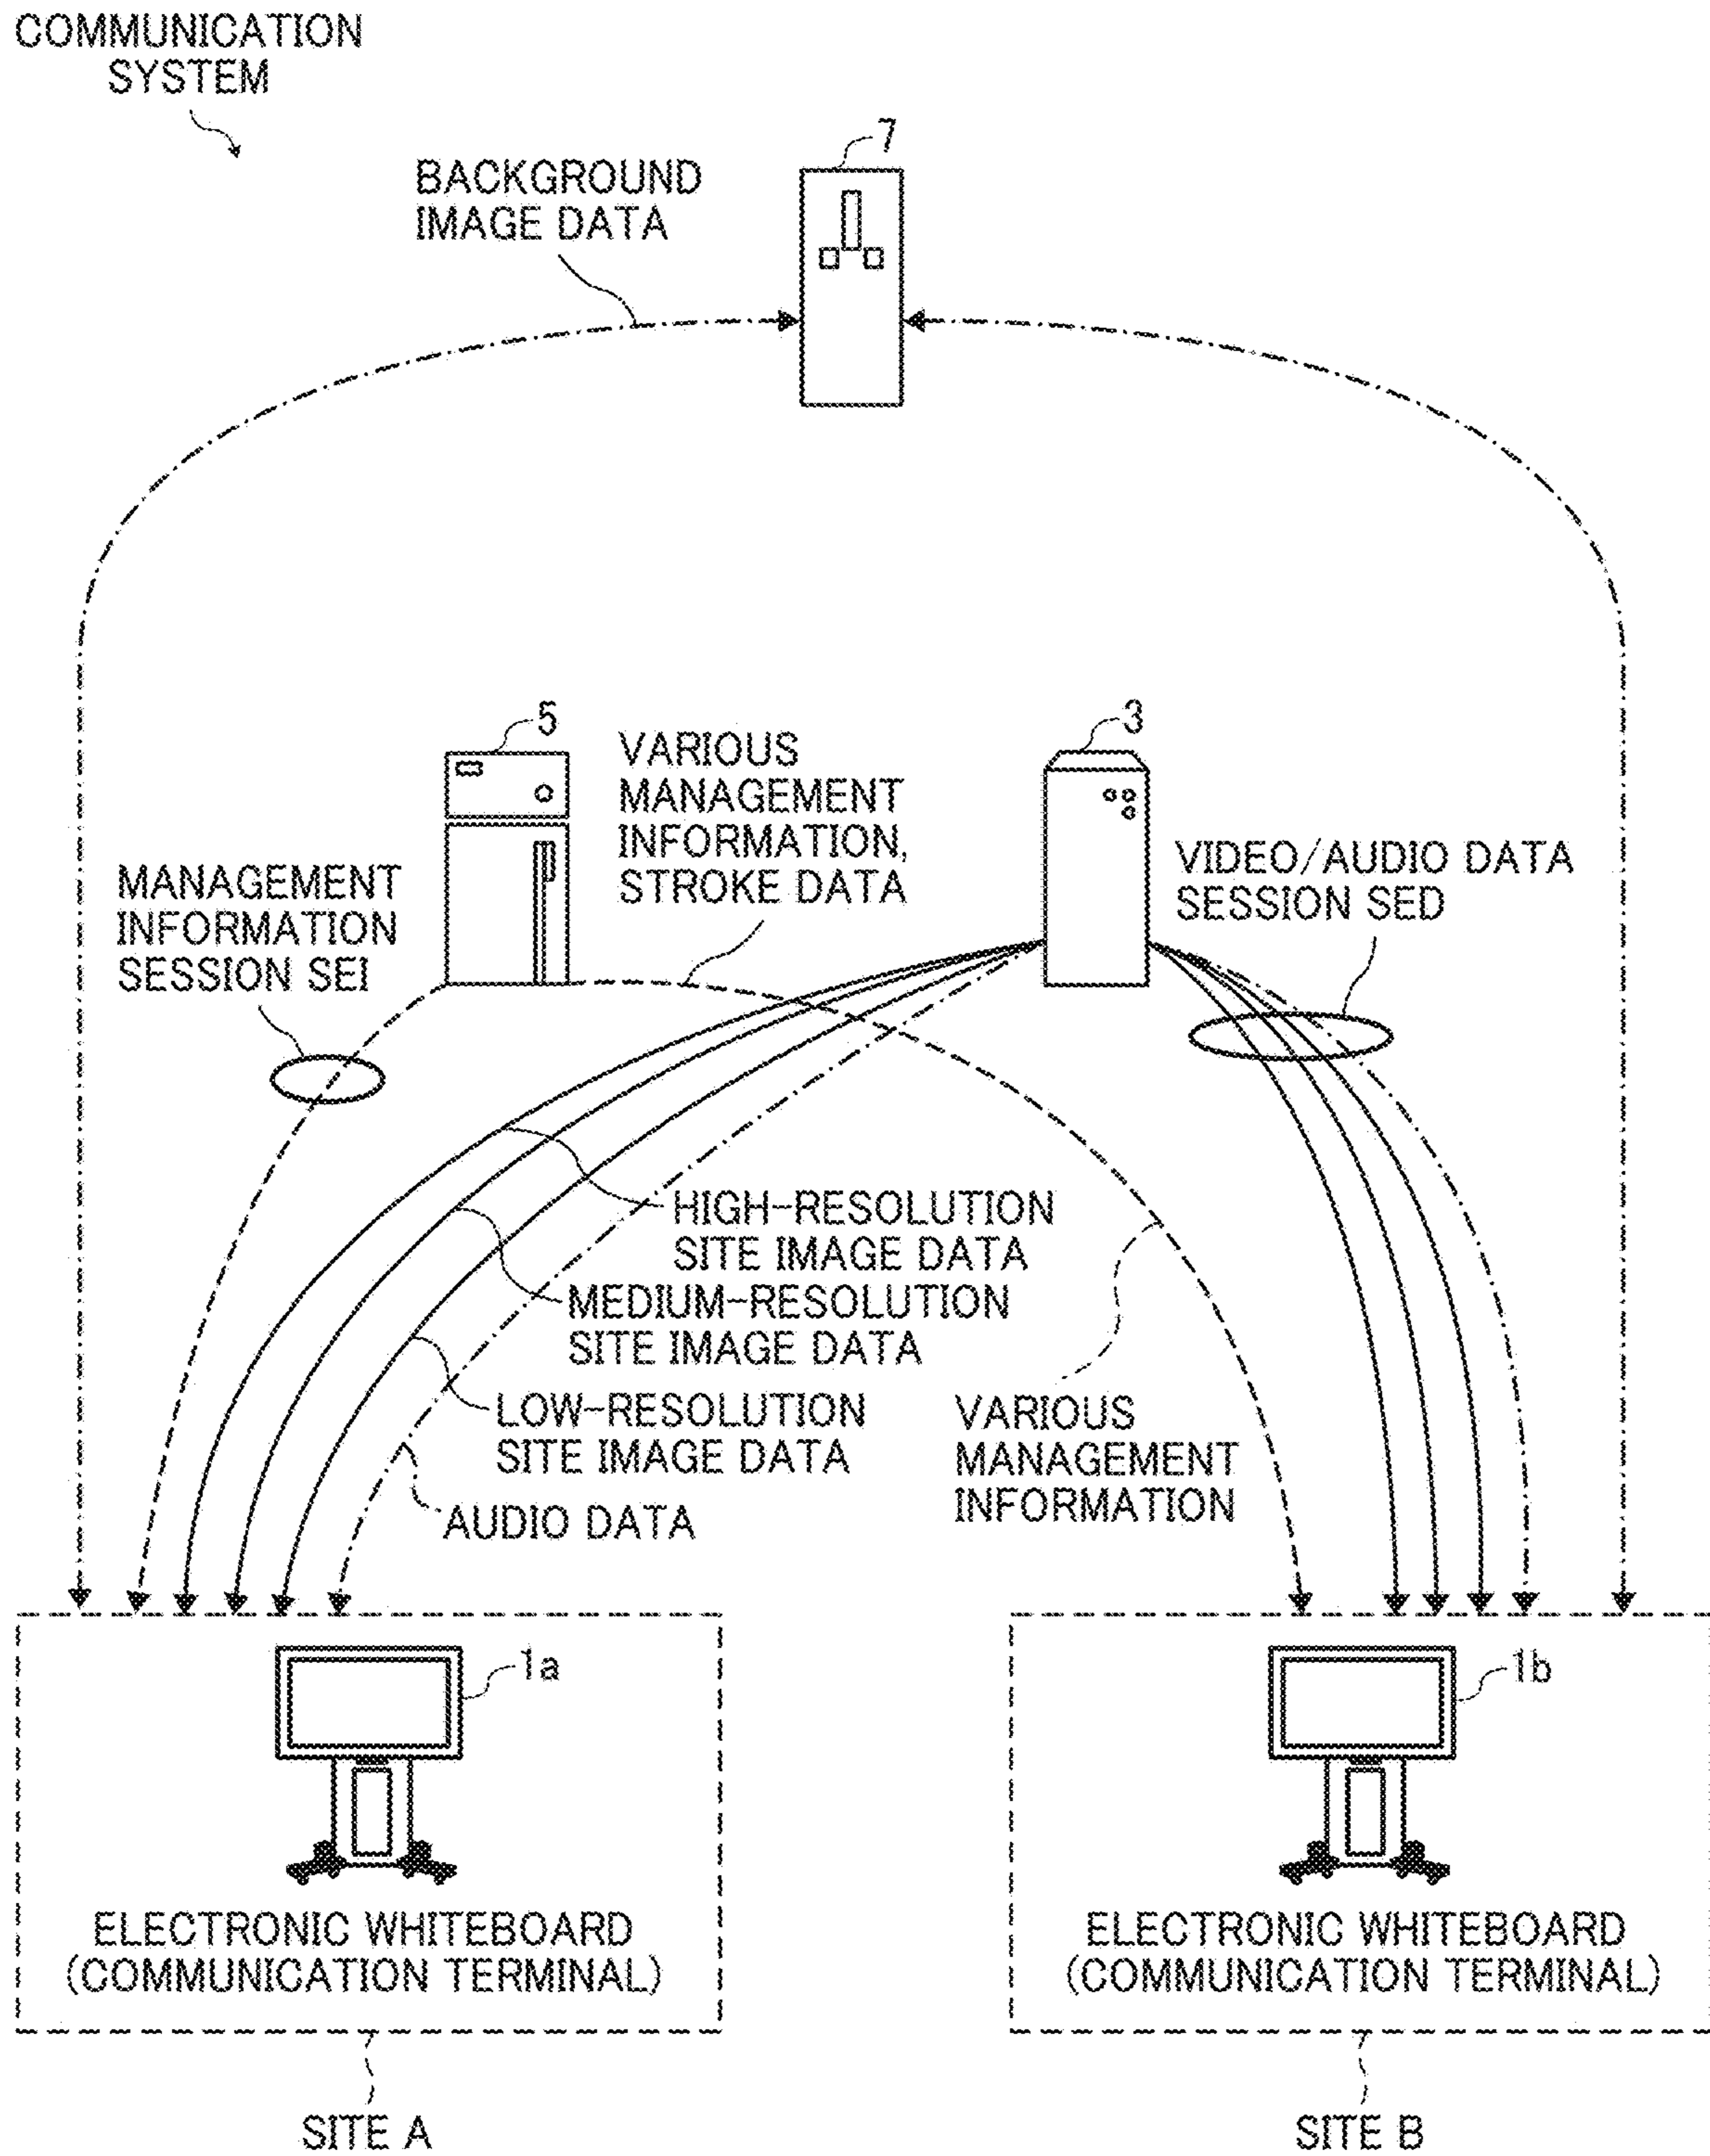 COMMUNICATION
SYSTEM
7
BACKGROUND
IMAGE DATA
5
3
VARIOUS
MANAGEMENT
INFORMATION,
STROKE DATA
VIDEO/AUDIO DATA
SESSION SED
MANAGEMENT
INFORMATION
SESSION SEI
HIGH-RESOLUTION
SITE IMAGE DATA
MEDIUM-RESOLUTION
SITE IMAGE DATA
LOW-RESOLUTION
SITE IMAGE DATA
AUDIO DATA
VARIOUS
MANAGEMENT
INFORMATION
1a
ELECTRONIC WHITEBOARD
(COMMUNICATION TERMINAL)
SITE A
1b
ELECTRONIC WHITEBOARD
(COMMUNICATION TERMINAL)
SITE B